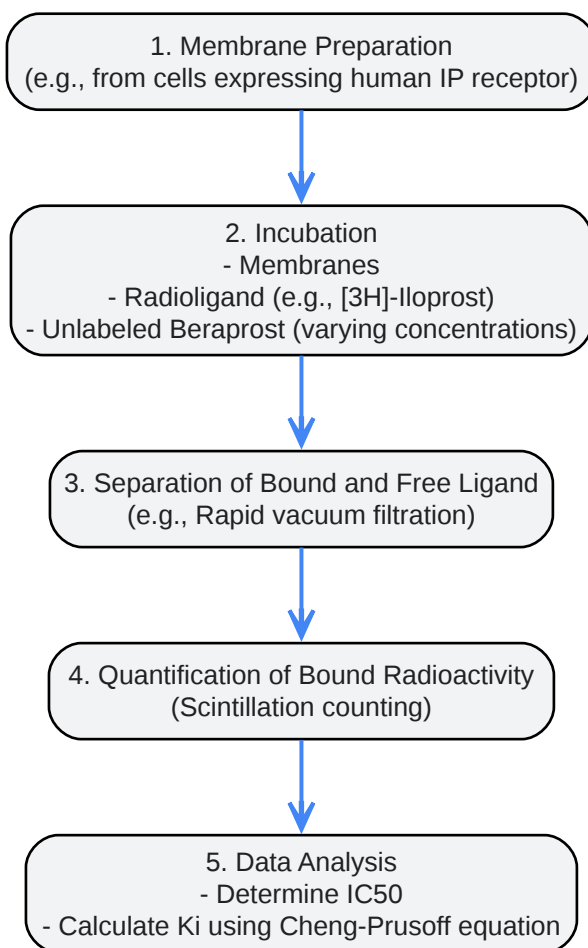 1. Membrane Preparation
(e.g., from cells expressing human IP receptor)
2. Incubation
- Membranes
- Radioligand (e.g., [3H]-Iloprost)
- Unlabeled Beraprost (varying concentrations)
3. Separation of Bound and Free Ligand
(e.g., Rapid vacuum filtration)
4. Quantification of Bound Radioactivity
(Scintillation counting)
5. Data Analysis
- Determine IC50
- Calculate Ki using Cheng-Prusoff equation